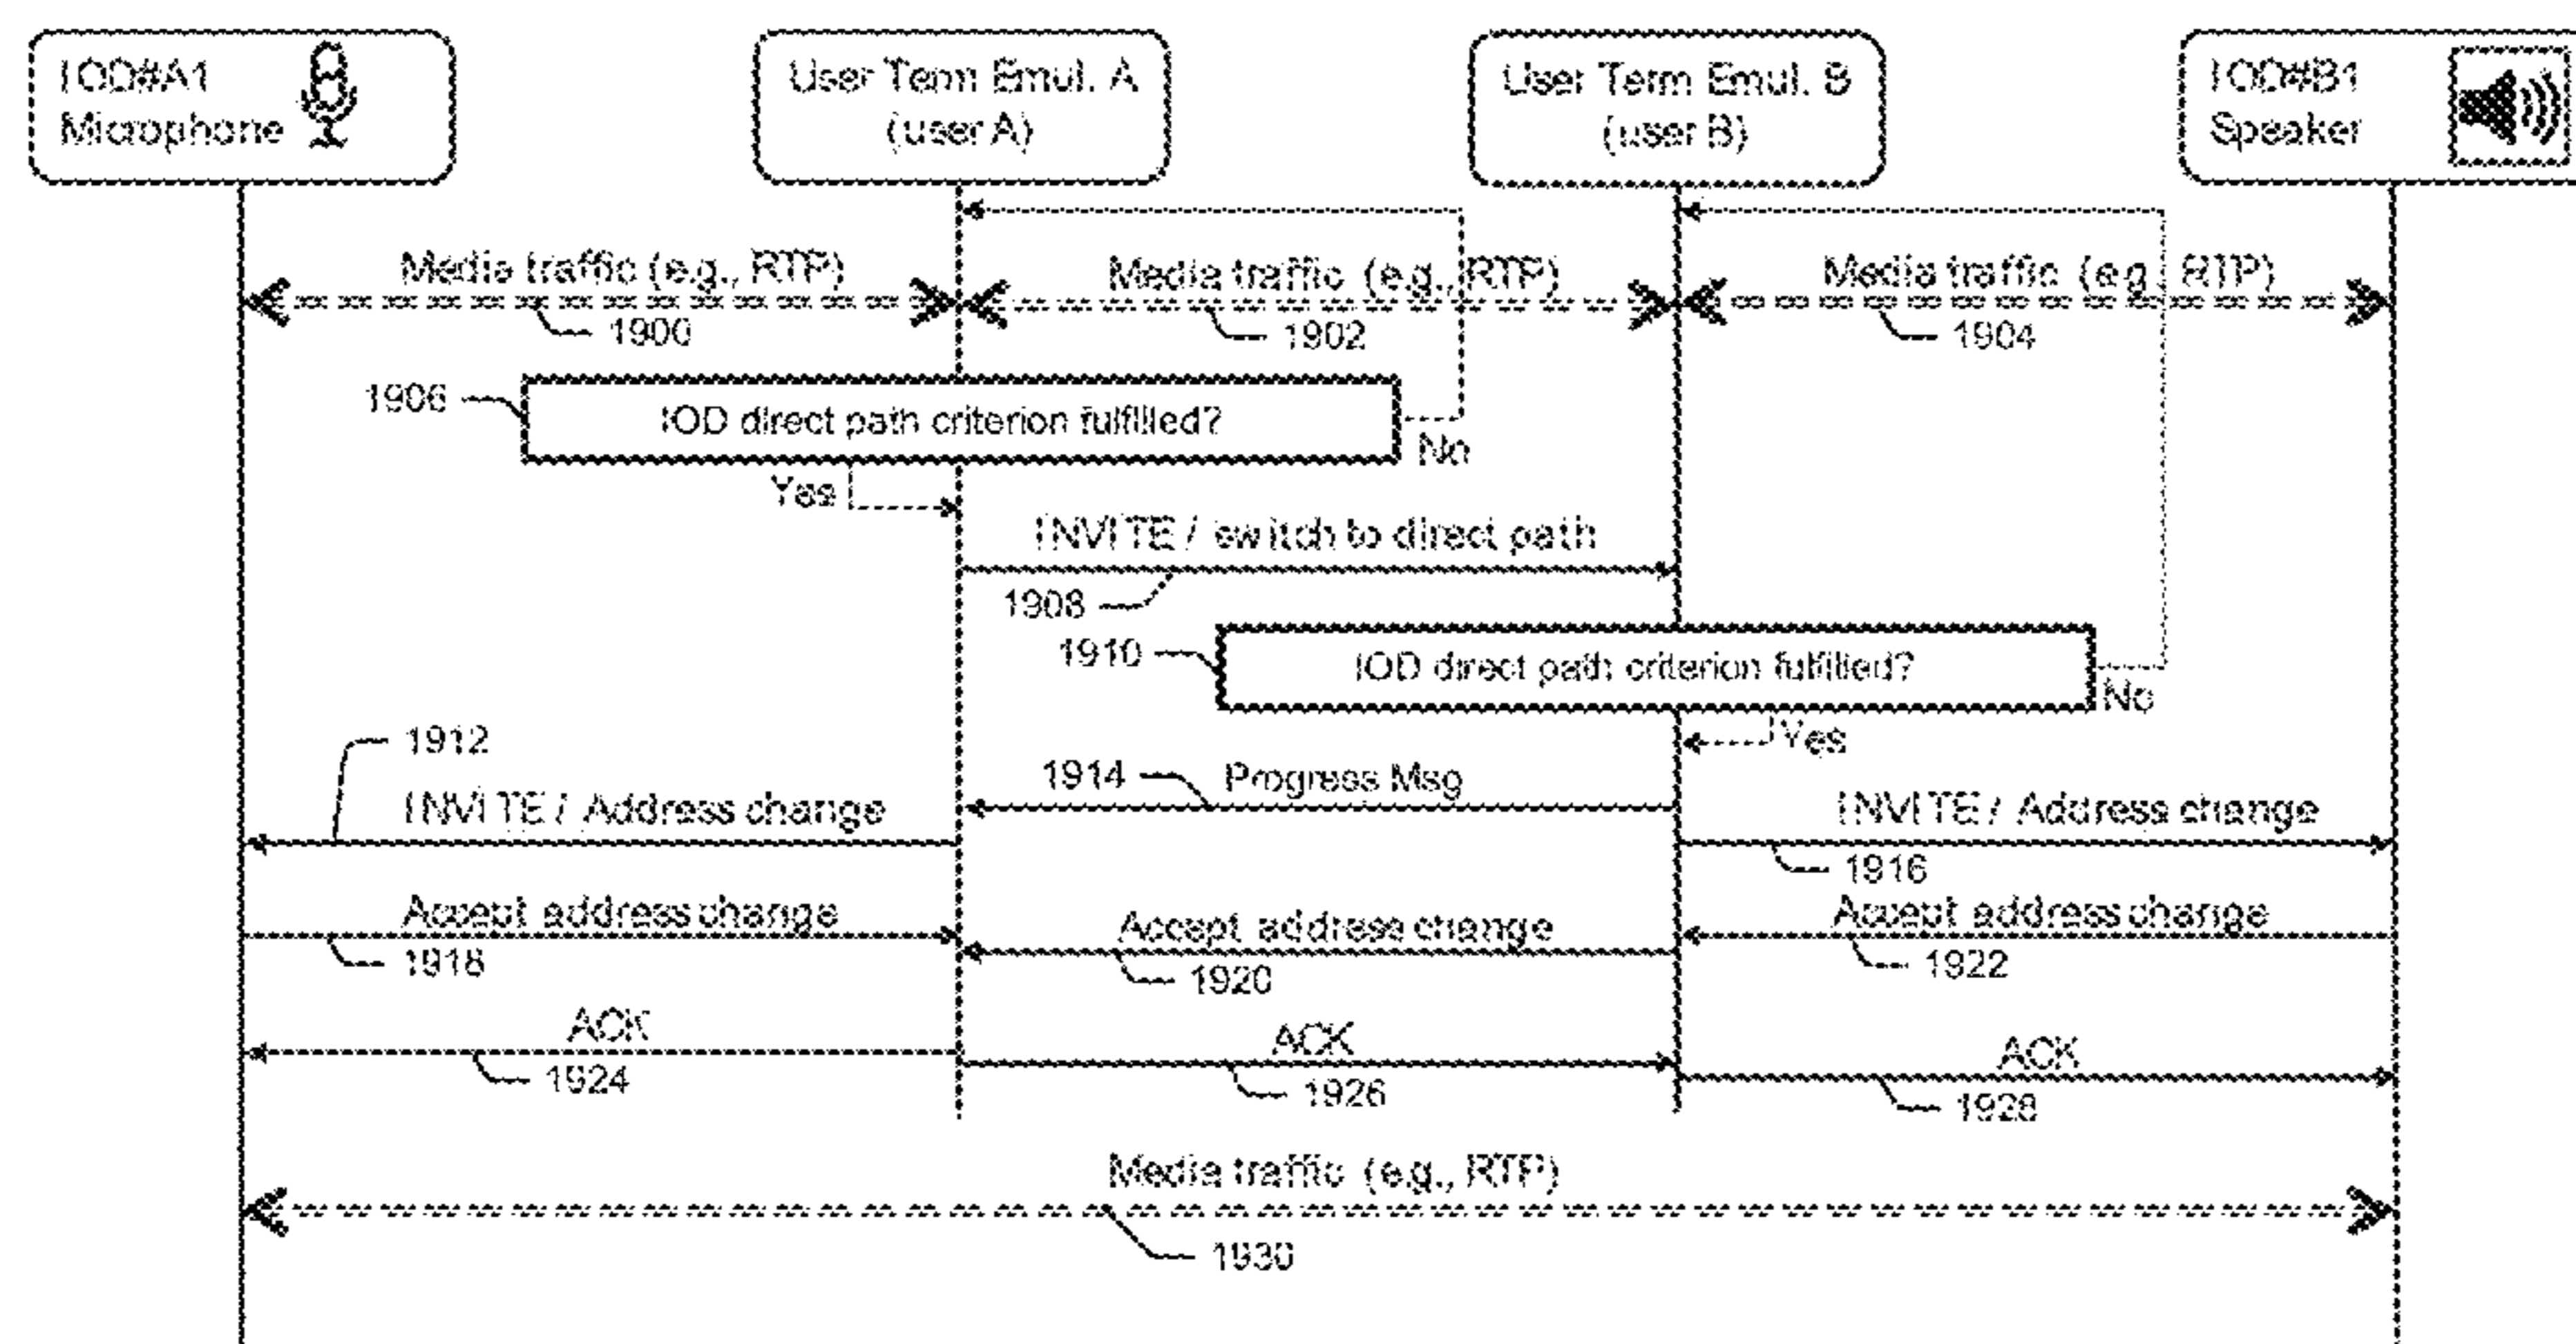 IOD#A1
Microphone
User Term Emul. A
(user A)
User Term Emul. B
(user B)
IOD#B1
Speaker
Media traffic (e.g., RTP)
Media traffic (e.g., RTP)
Media traffic (e.g., RTP)
1900
1902
1904
1906
IOD direct path criterion fulfilled?
No
Yes
INVITE / switch to direct path
1908
1910
IOD direct path criterion fulfilled?
No
Yes
1912
1914
Progress Msg
INVITE / Address change
INVITE / Address change
1916
Accept address change
Accept address change
Accept address change
1918
1920
1922
ACK
ACK
ACK
1924
1926
1928
Media traffic (e.g., RTP)
1930